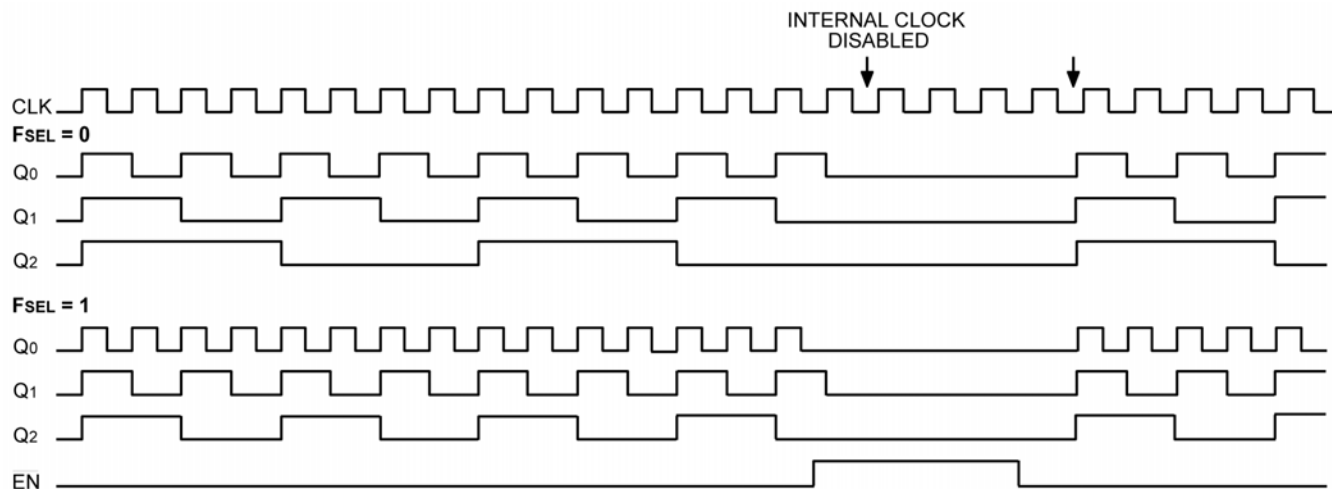 INTERNAL CLOCK
DISABLED
CLK
FSEL = 0
Q0
Q1
Q2
FSEL = 1
Q0
Q1
Q2
EN